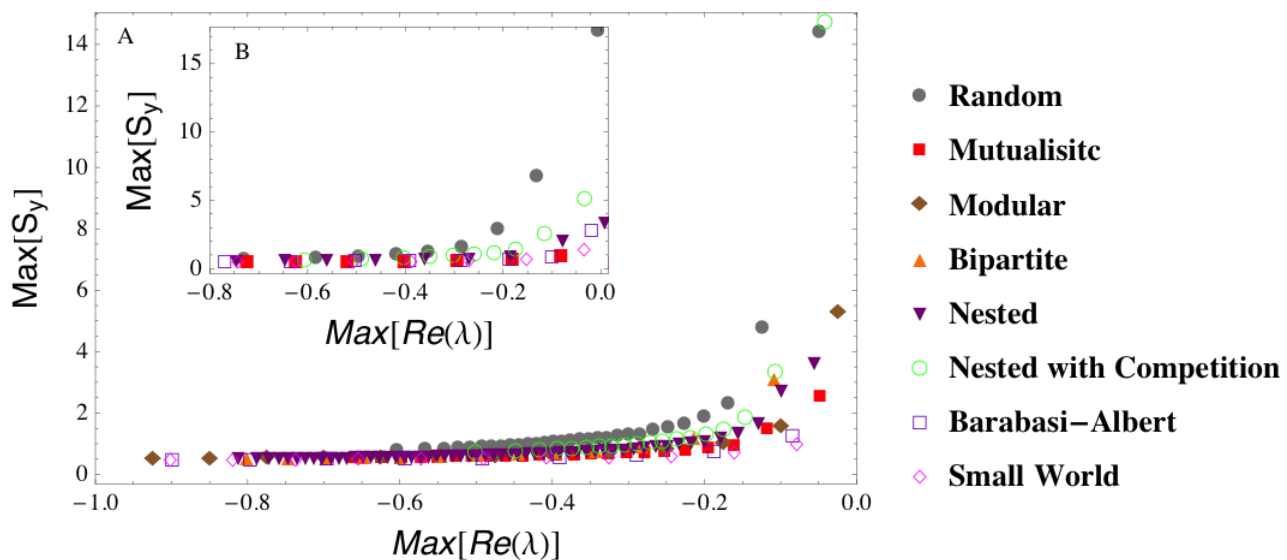 A
B
Max[S_y]
14
12
10
8
6
4
2
0
Max[S_y]
15
10
5
0
−0.8
−0.6
−0.4
−0.2
0.0
Max[Re(λ)]
−1.0
−0.8
−0.6
−0.4
−0.2
0.0
Max[Re(λ)]
Random
Mutualisitc
Modular
Bipartite
Nested
Nested with Competition
Barabasi−Albert
Small World